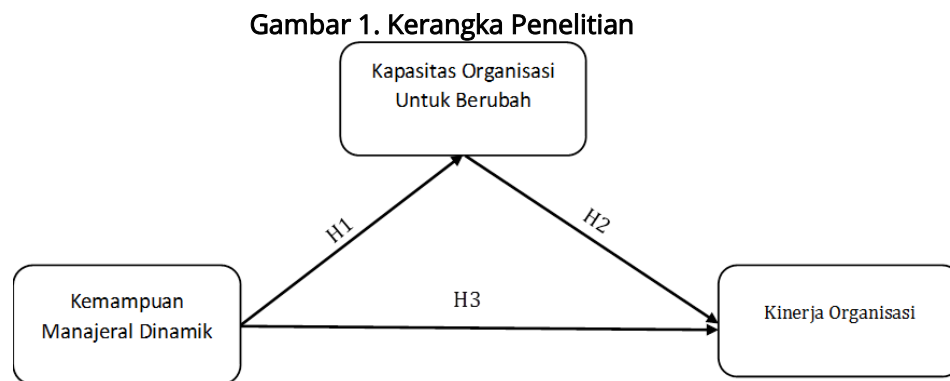 Gambar 1. Kerangka Penelitian
Kapasitas Organisasi
Untuk Berubah
H1
H2
Kemampuan
Manajeral Dinamik
H3
Kinerja Organisasi